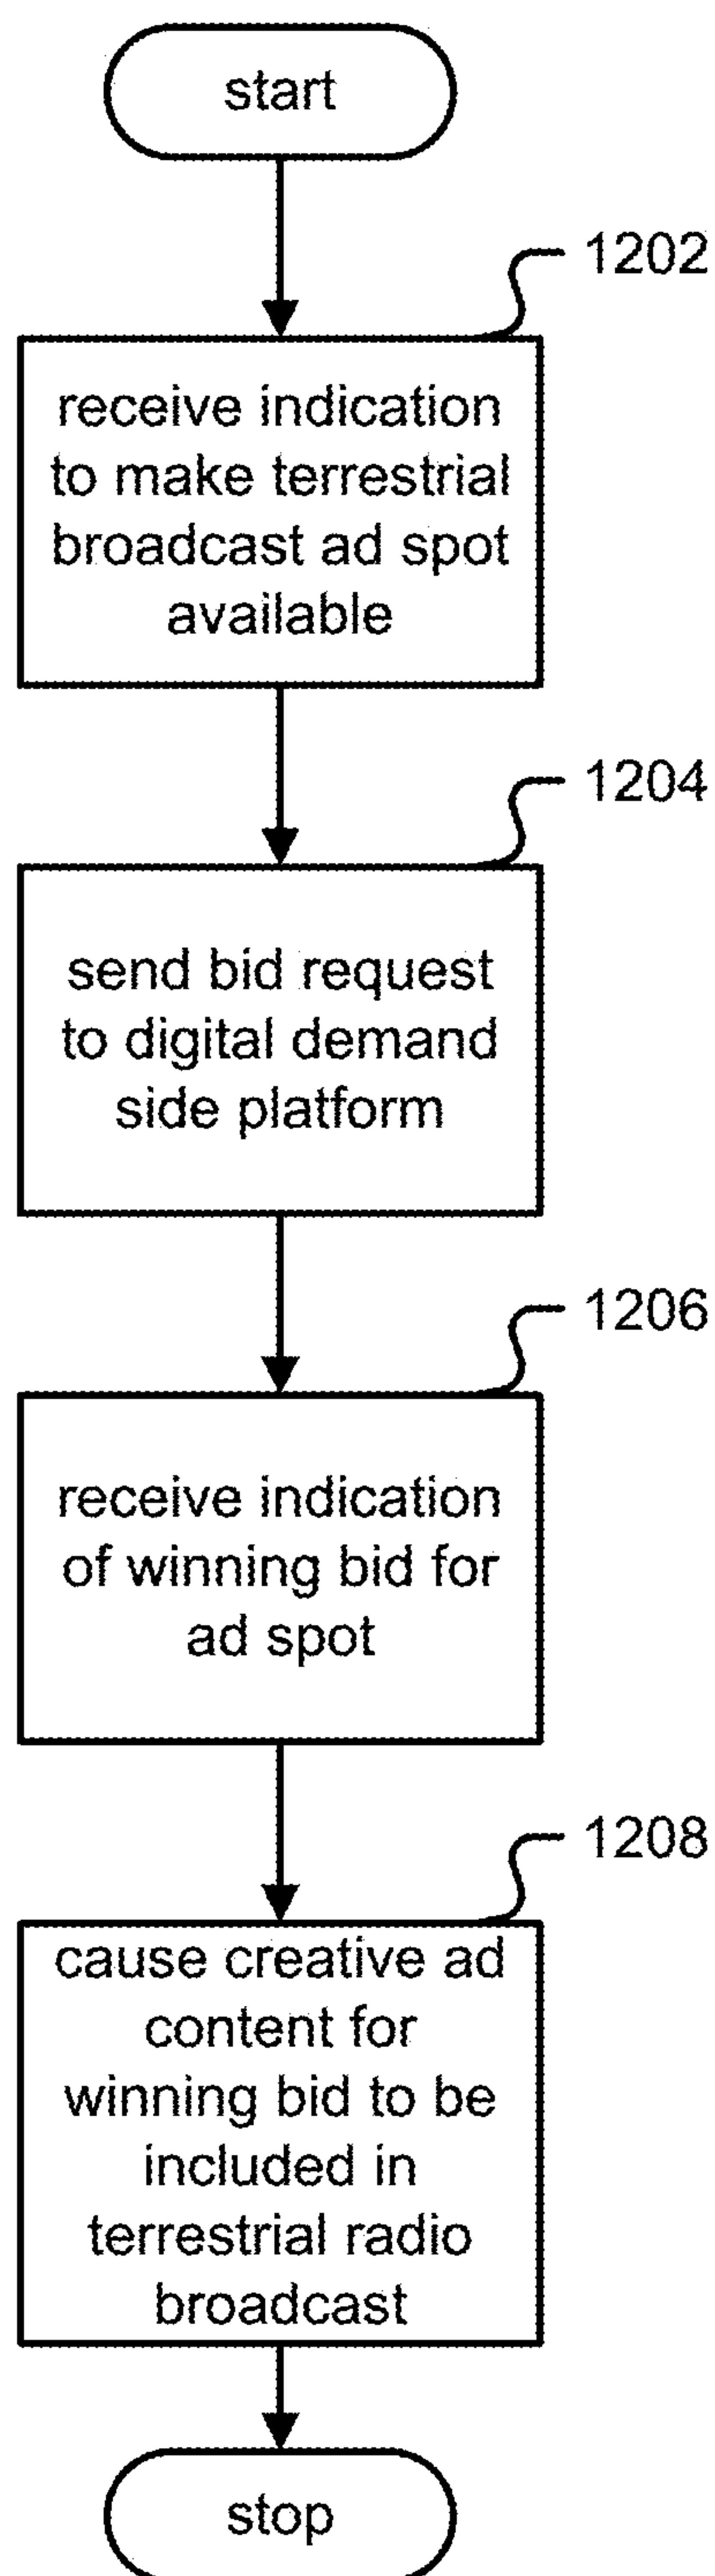 start
1202
receive indication
to make terrestrial
broadcast ad spot
available
1204
send bid request
to digital demand
side platform
1206
receive indication
of winning bid for
ad spot
1208
cause creative ad
content for
winning bid to be
included in
terrestrial radio
broadcast
stop